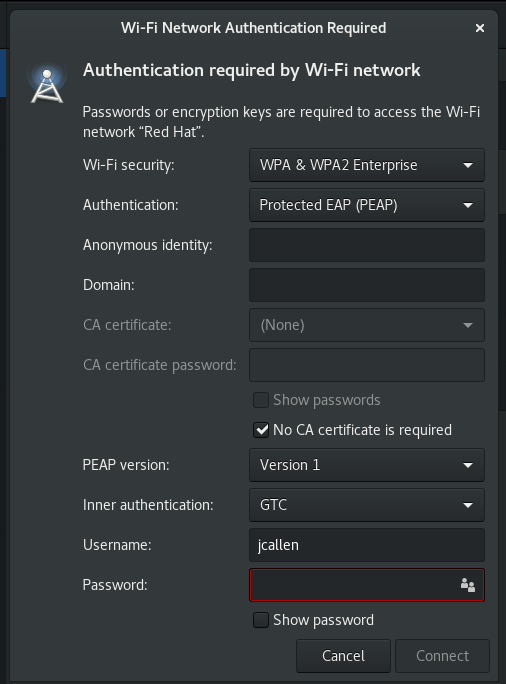 Wi-Fi Network Authentication Required
Authentication required by Wi-Fi network
Passwords or encryption keys are required to access the Wi-Fi
network “Red Hat”.
Wi-Fi security: WPA & WPA2 Enterprise
Authentication: Protected EAP (PEAP)
Anonymous identity:
Domain:
CA certificate: (None)
CA certificate password:
Show passwords
No CA certificate is required
PEAP version: Version 1
Inner authentication: GTC
Username: jcallen
Password:
Show password
Cancel Connect